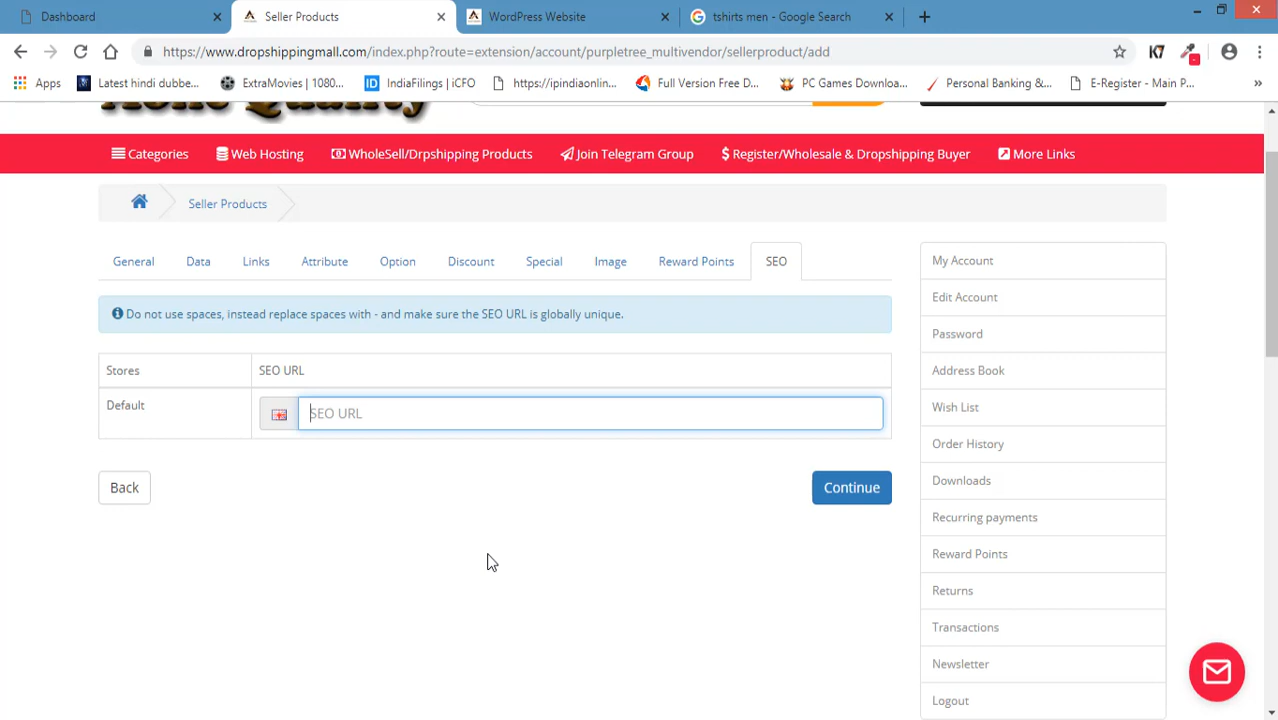 Dashboard
Seller Products
WordPress Website
tshirts men - Google Search
https://www.dropshippingmall.com/index.php?route=extension/account/purpletree_multivendor/sellerproduct/add
K7
Apps
Latest hindi dubbe...
ExtraMovies | 1080...
ID
IndiaFilings | iCFO
https://ipindiaonlin...
Full Version Free D...
PC Games Downloa...
Personal Banking &...
E-Register - Main P...
»
Quality
Categories
Web Hosting
WholeSell/Drpshipping Products
Join Telegram Group
$ Register/Wholesale & Dropshipping Buyer
More Links
Seller Products
General
Data
Links
Attribute
Option
Discount
Special
Image
Reward Points
SEO
Do not use spaces, instead replace spaces with - and make sure the SEO URL is globally unique.
Stores
SEO URL
Default
SEO URL
Back
Continue
My Account
Edit Account
Password
Address Book
Wish List
Order History
Downloads
Recurring payments
Reward Points
Returns
Transactions
Newsletter
Logout